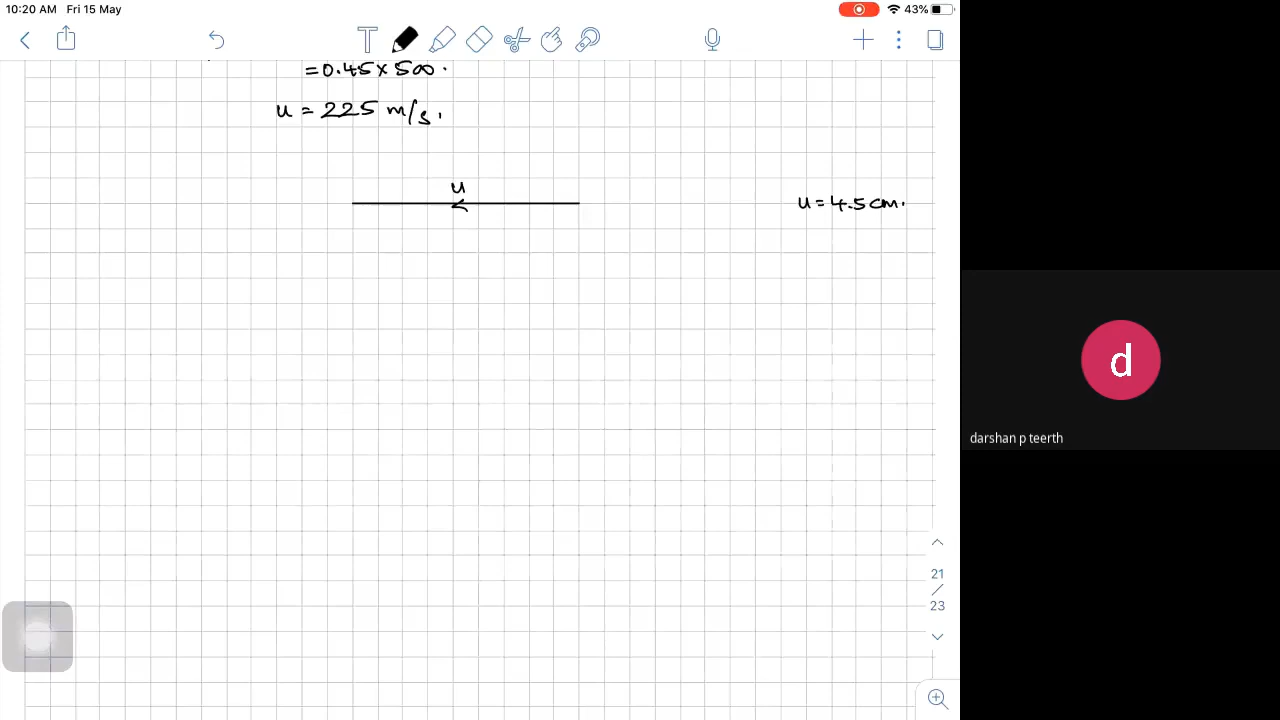 10:20 AM Fri 15 May
43%
T
= 0.45 x 500.
u = 225 m/s.
u
u = 4.5 cm.
d
darshan p teerth
21
/
23